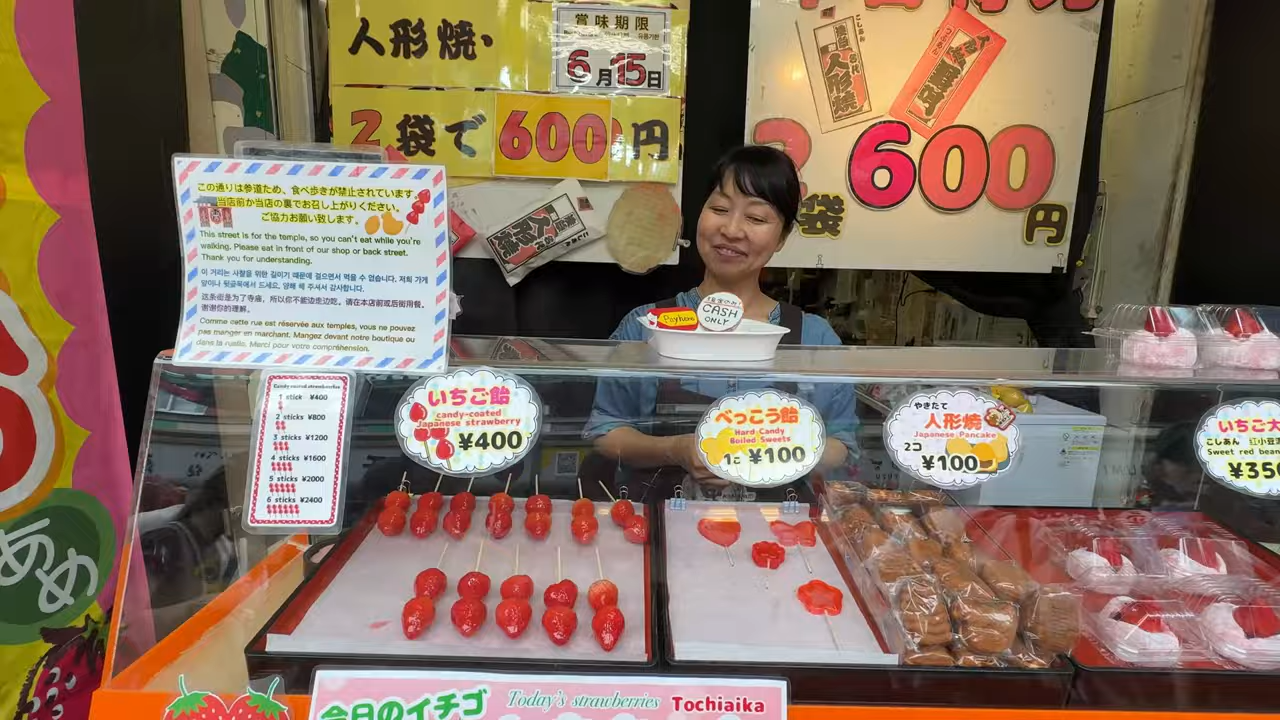 人形焼、
賞味期限
6月15日
2袋で600円
600円
袋
この通りは参道ため、食べ歩きが禁止されています。
当店前か当店の裏でお召し上がりください。
ご協力お願い致します。
This street is for the temple, so you can't eat while you're
walking. Please eat in front of our shop or back street.
Thank you for understanding.
이 거리는 사찰을 위한 길이기 때문에 걸으면서 먹을 수 없습니다. 저희 가게
앞이나 뒷골목에서 드세요. 양해 해 주셔서 감사합니다.
这条街是为了寺庙，所以你不能边走边吃。请在本店前或后街用餐。
谢谢你的理解。
Comme cette rue est réservée aux temples, vous ne pouvez
pas manger en marchant. Mangez devant notre boutique ou
dans la ruelle. Merci pour votre compréhension.
Candy coated strawberries
1 stick ¥400
2 sticks ¥800
3 sticks ¥1200
4 sticks ¥1600
5 sticks ¥2000
6 sticks ¥2400
いちご飴
candy-coated
Japanese strawberry
¥400
CASH
ONLY
べっこう飴
Hard Candy
Boiled Sweets
1こ ¥100
やきたて
人形焼
Japanese Pancake
2コ
¥100
いちご大
こしあん
Sweet red bean
¥350
あめ
今日のイチゴ
Today's strawberries
Tochiaika